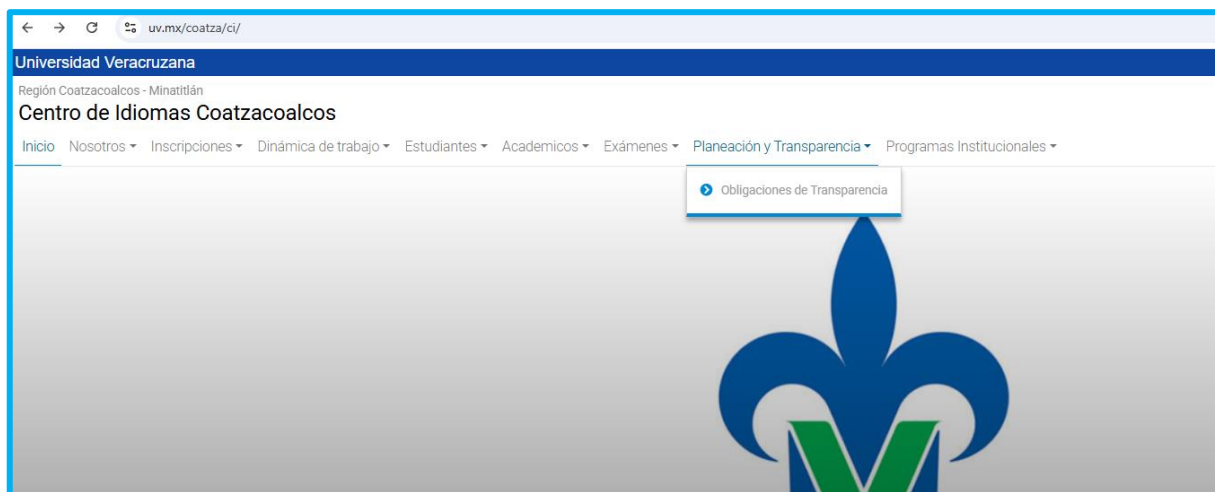 uv.mx/coatza/ci/
Universidad Veracruzana
Región Coatzacoalcos - Minatitlán
Centro de Idiomas Coatzacoalcos
Inicio Nosotros Inscripciones Dinámica de trabajo Estudiantes Academicos Exámenes Planeación y Transparencia Programas Institucionales
Obligaciones de Transparencia